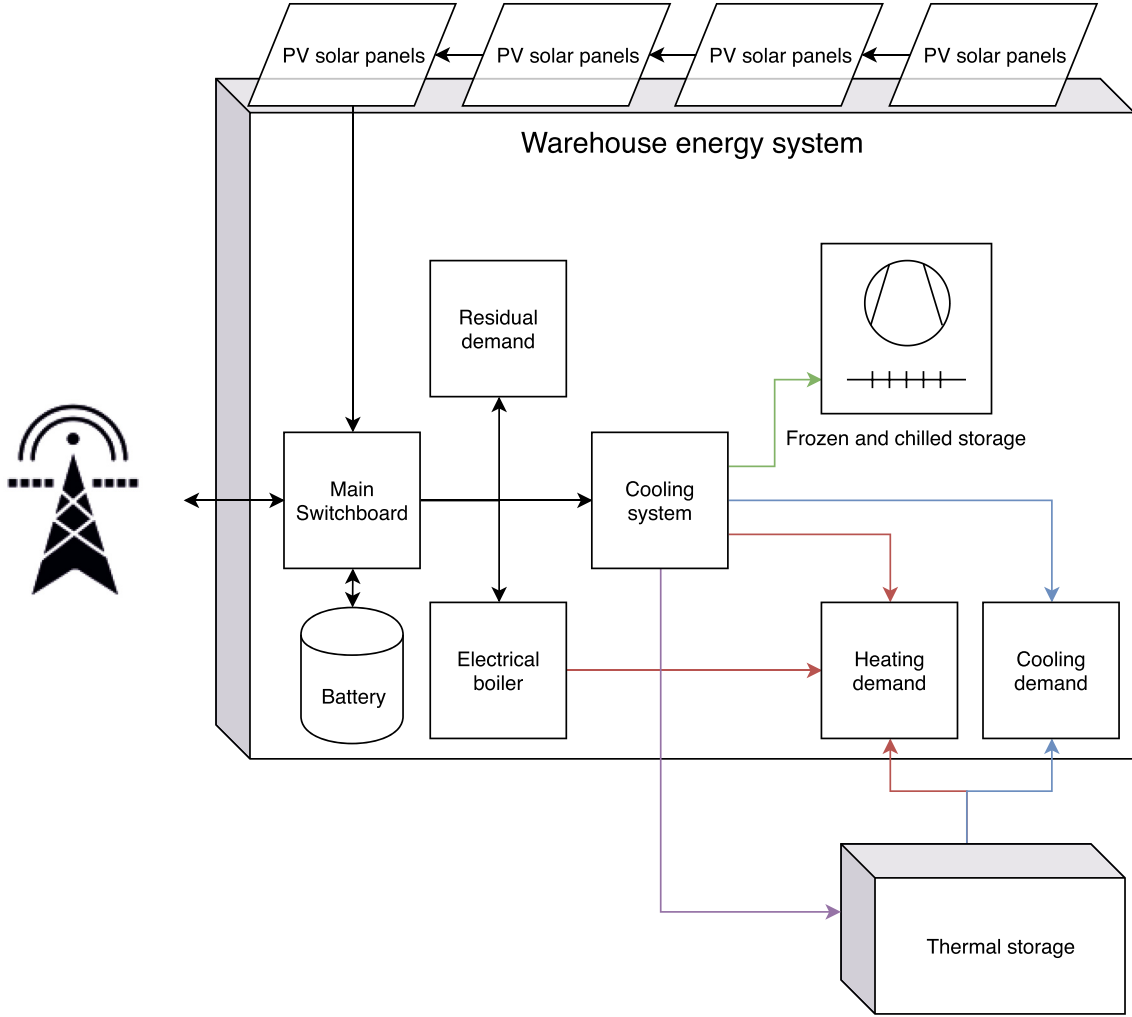 PV solar panels
PV solar panels
PV solar panels
PV solar panels
Warehouse energy system
Residual
demand
Frozen and chilled storage
Main
Switchboard
Cooling
system
Battery
Electrical
boiler
Heating
demand
Cooling
demand
Thermal storage